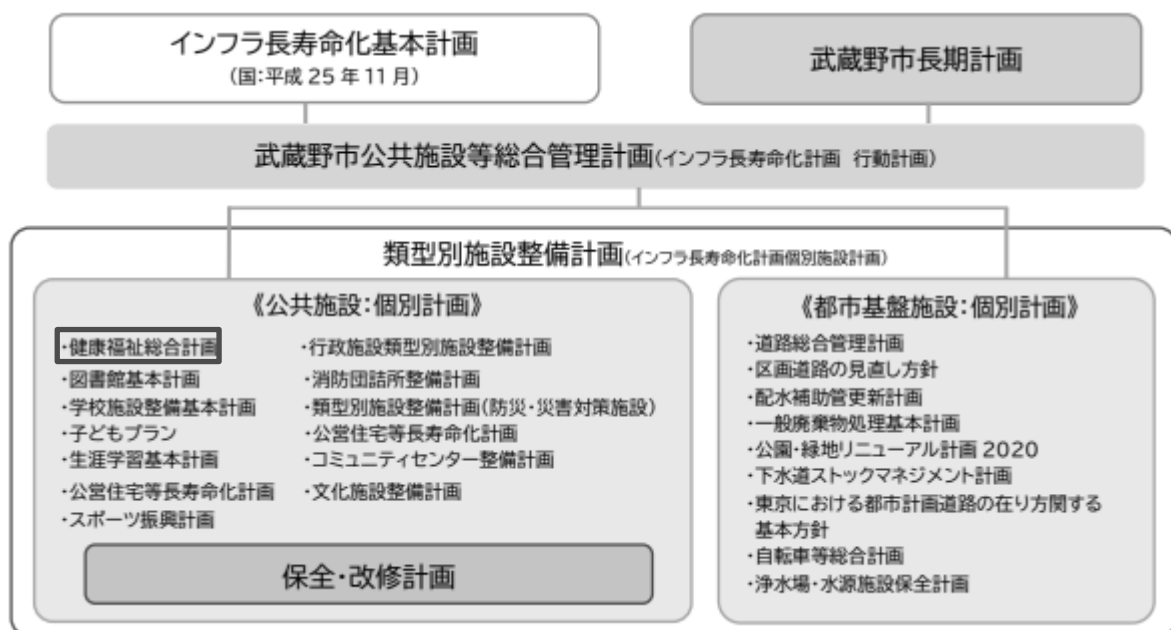 インフラ長寿命化基本計画
(国:平成 25 年 11 月)
武蔵野市長期計画
武蔵野市公共施設等総合管理計画(インフラ長寿命化計画 行動計画)
類型別施設整備計画(インフラ長寿命化計画個別施設計画)
《公共施設:個別計画》
・健康福祉総合計画
・図書館基本計画
・学校施設整備基本計画
・子どもプラン
・生涯学習基本計画
・公営住宅等長寿命化計画
・スポーツ振興計画
・行政施設類型別施設整備計画
・消防団詰所整備計画
・類型別施設整備計画(防災・災害対策施設)
・公営住宅等長寿命化計画
・コミュニティセンター整備計画
・文化施設整備計画
保全・改修計画
《都市基盤施設:個別計画》
・道路総合管理計画
・区画道路の見直し方針
・配水補助管更新計画
・一般廃棄物処理基本計画
・公園・緑地リニューアル計画 2020
・下水道ストックマネジメント計画
・東京における都市計画道路の在り方関する
基本方針
・自転車等総合計画
・浄水場・水源施設保全計画